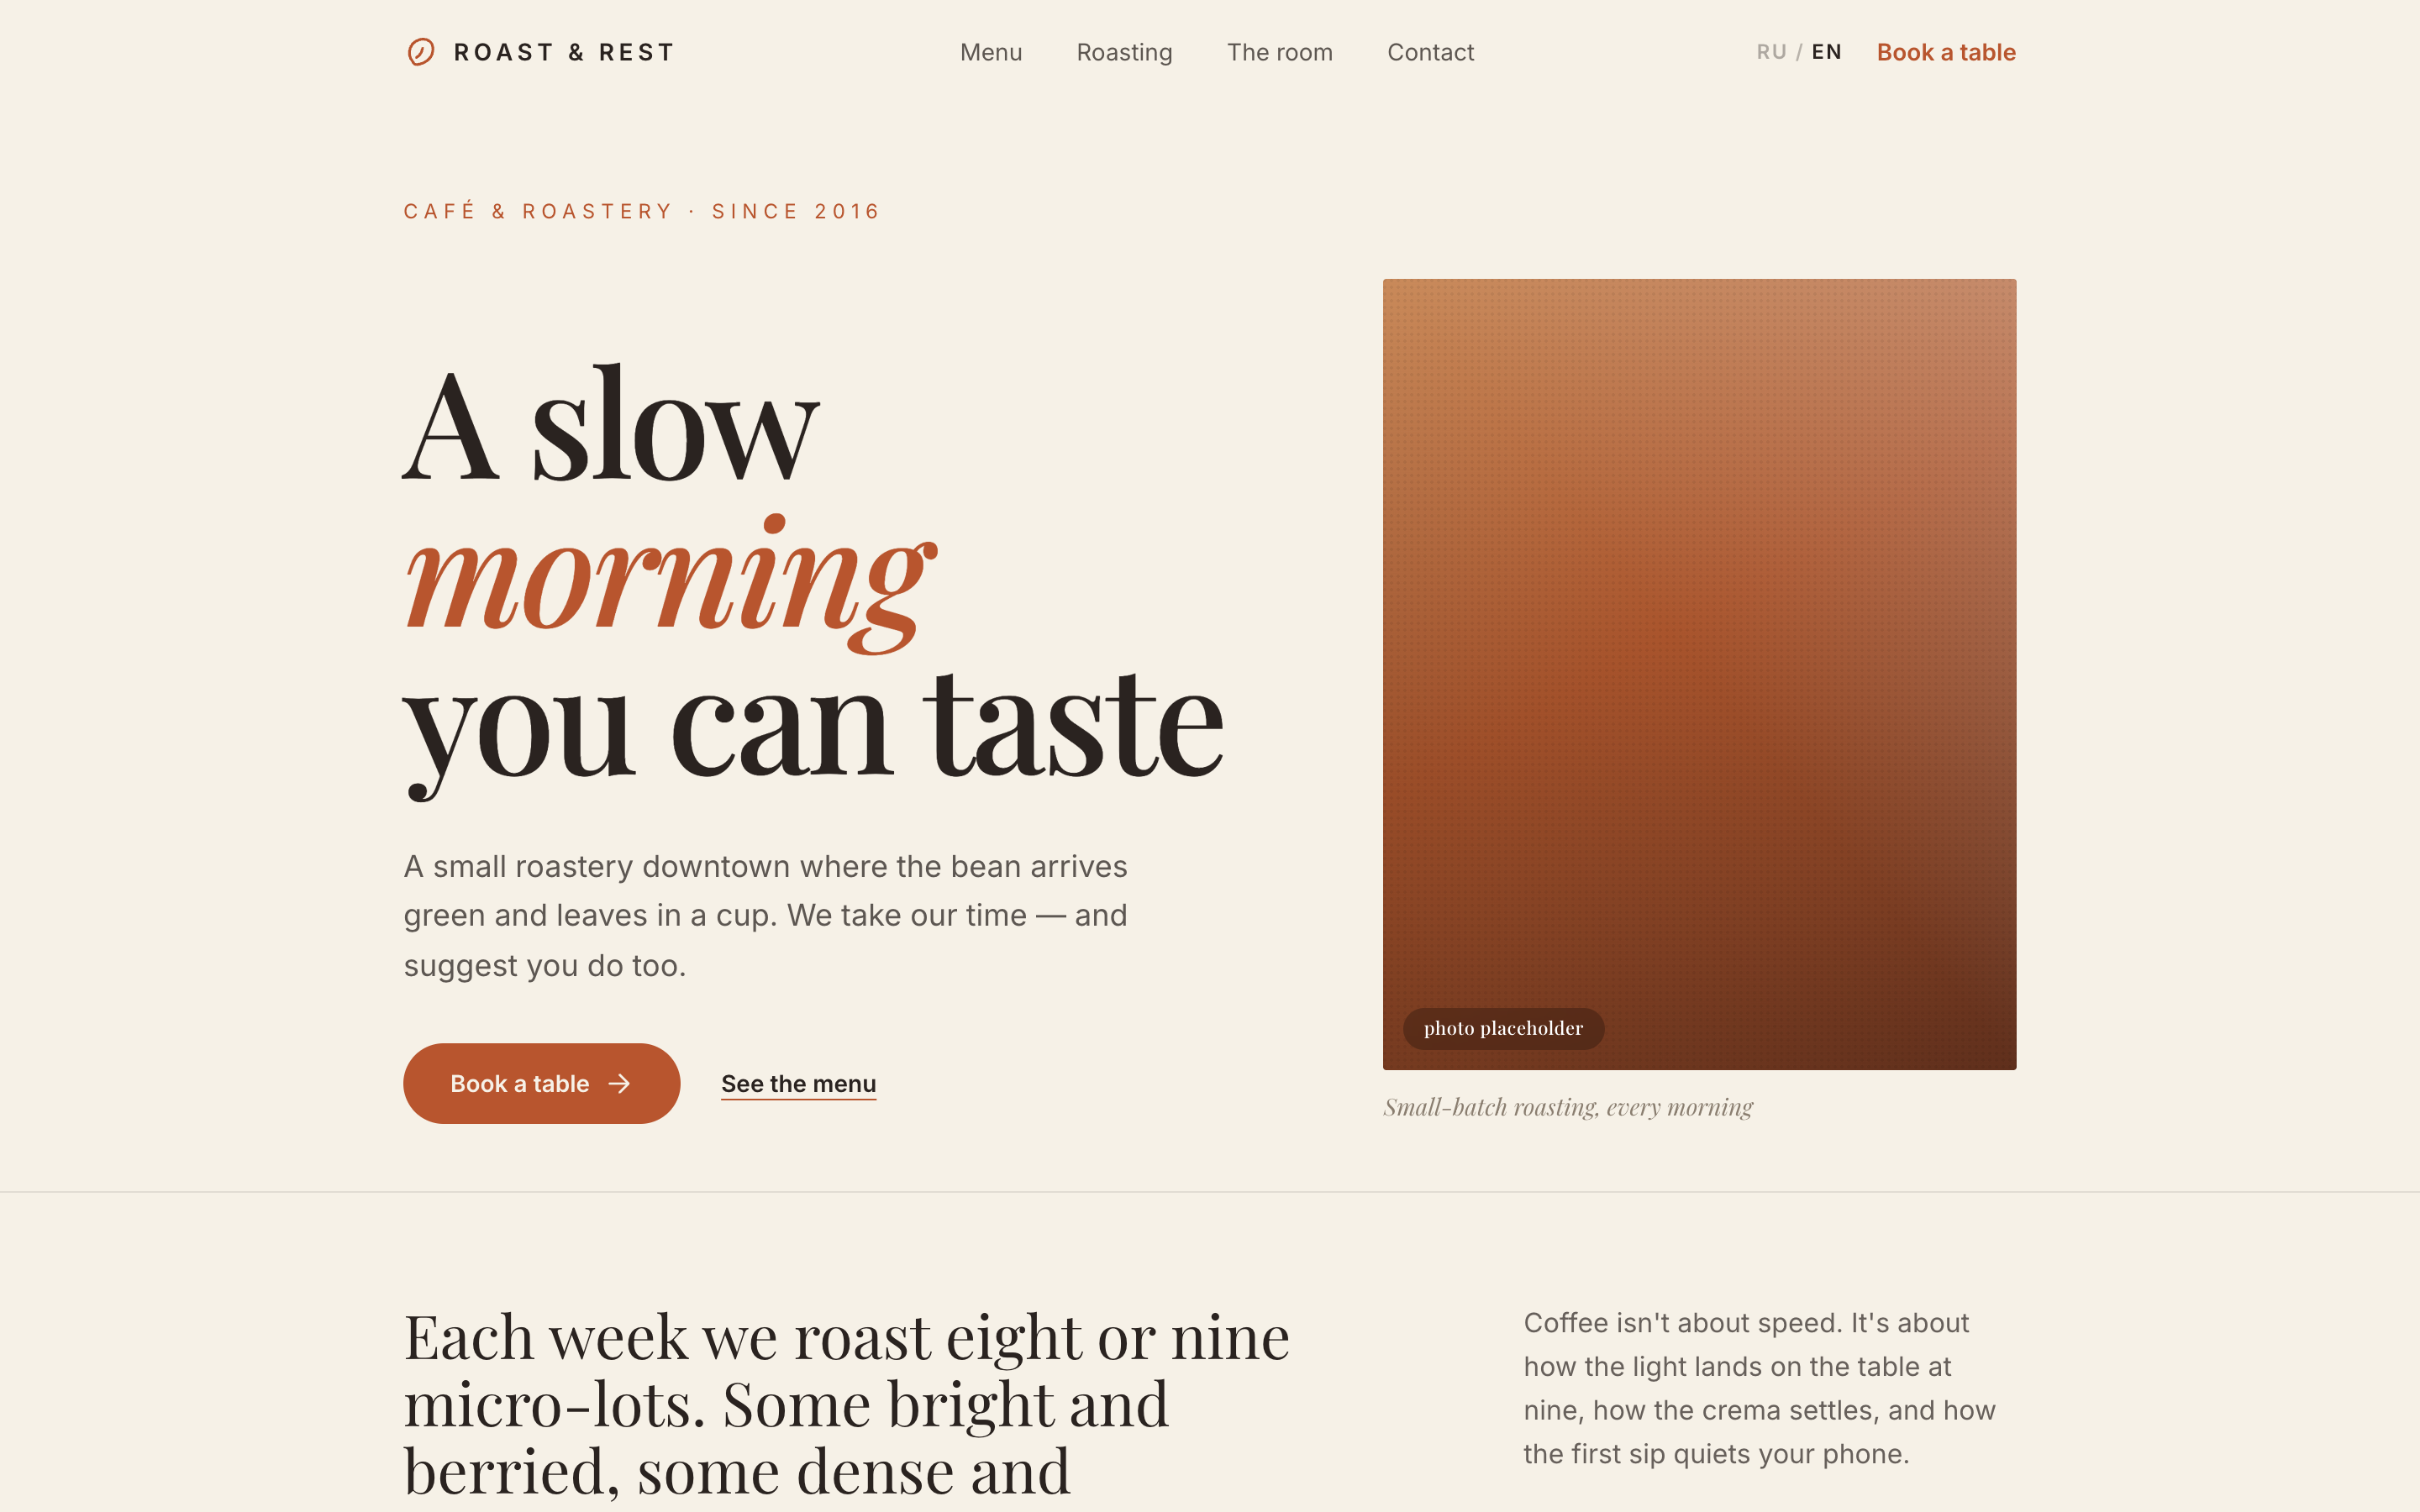 ROAST & REST
Menu
Roasting
The room
Contact
RU / EN
Book a table
CAFÉ & ROASTERY · SINCE 2016
A slow
morning
you can taste
A small roastery downtown where the bean arrives
green and leaves in a cup. We take our time — and
suggest you do too.
Book a table →
See the menu
photo placeholder
Small-batch roasting, every morning
Each week we roast eight or nine
micro-lots. Some bright and
berried, some dense and
Coffee isn't about speed. It's about
how the light lands on the table at
nine, how the crema settles, and how
the first sip quiets your phone.